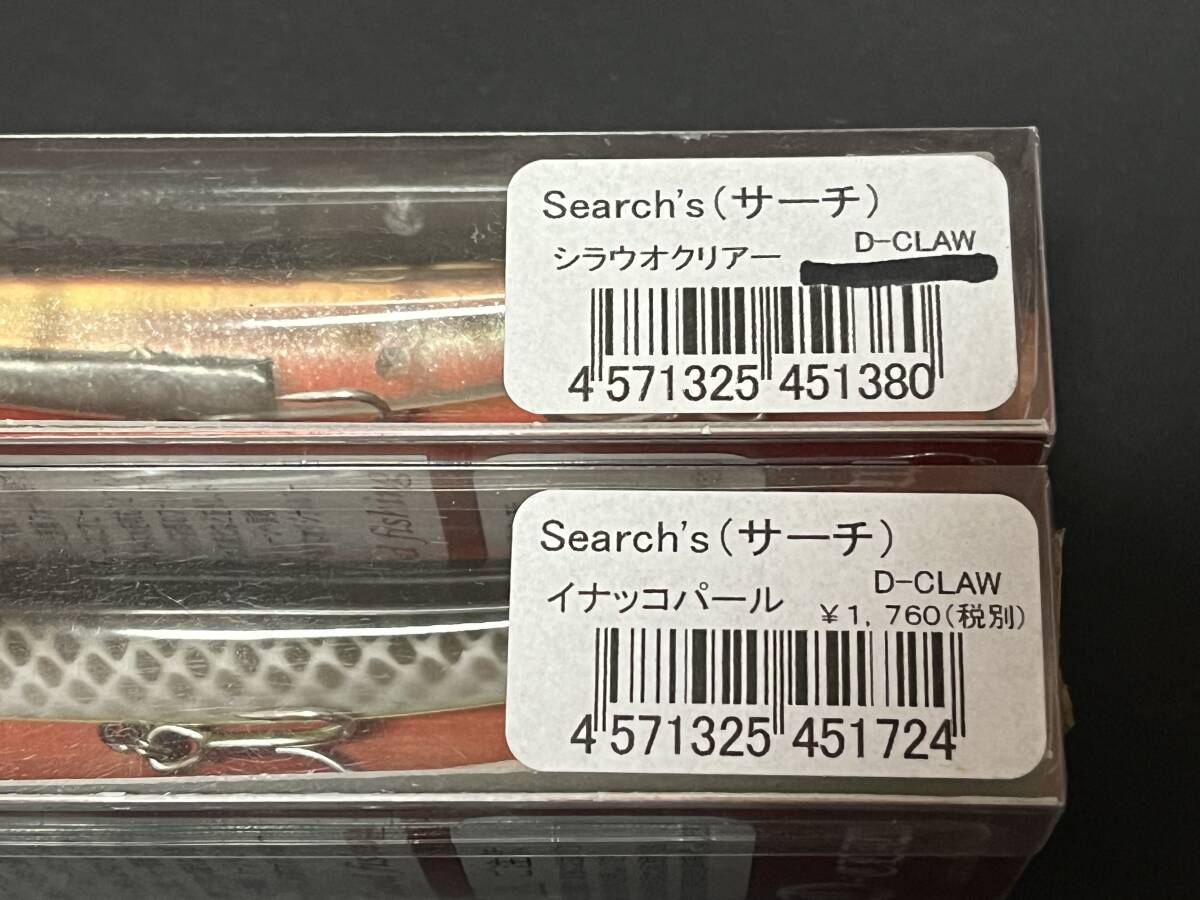 Search's(サーチ)
D-CLAW
シラウオクリアー
4 571325 451380
Search's(サーチ)
D-CLAW
イナッコパール
¥1,760(税別)
4 571325 451724